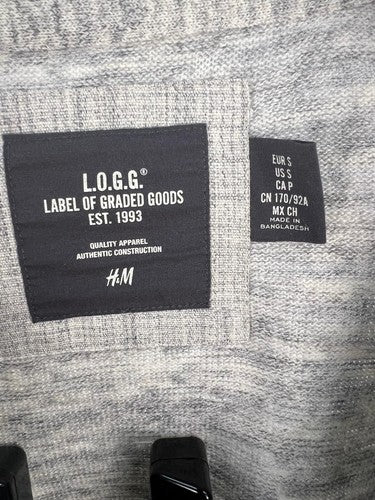 L.O.G.G.®
LABEL OF GRADED GOODS
EST. 1993
QUALITY APPAREL
AUTHENTIC CONSTRUCTION
H&M
EUR S
US S
CA P
CN 170/92A
MX CH
MADE IN
BANGLADESH